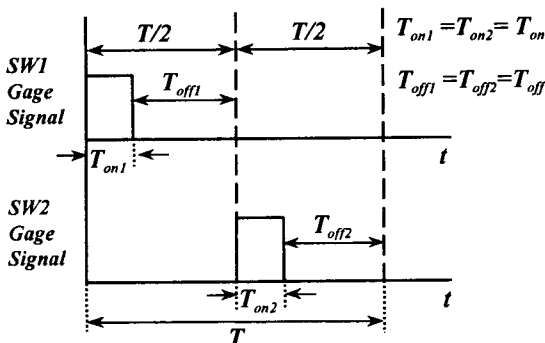 T/2 T/2 T_on1 = T_on2 = T_on
SW1
Gage
Signal
T_off1 T_off1 = T_off2 = T_off
T_on1 t
SW2
Gage
Signal
T_off2
T_on2 t
T